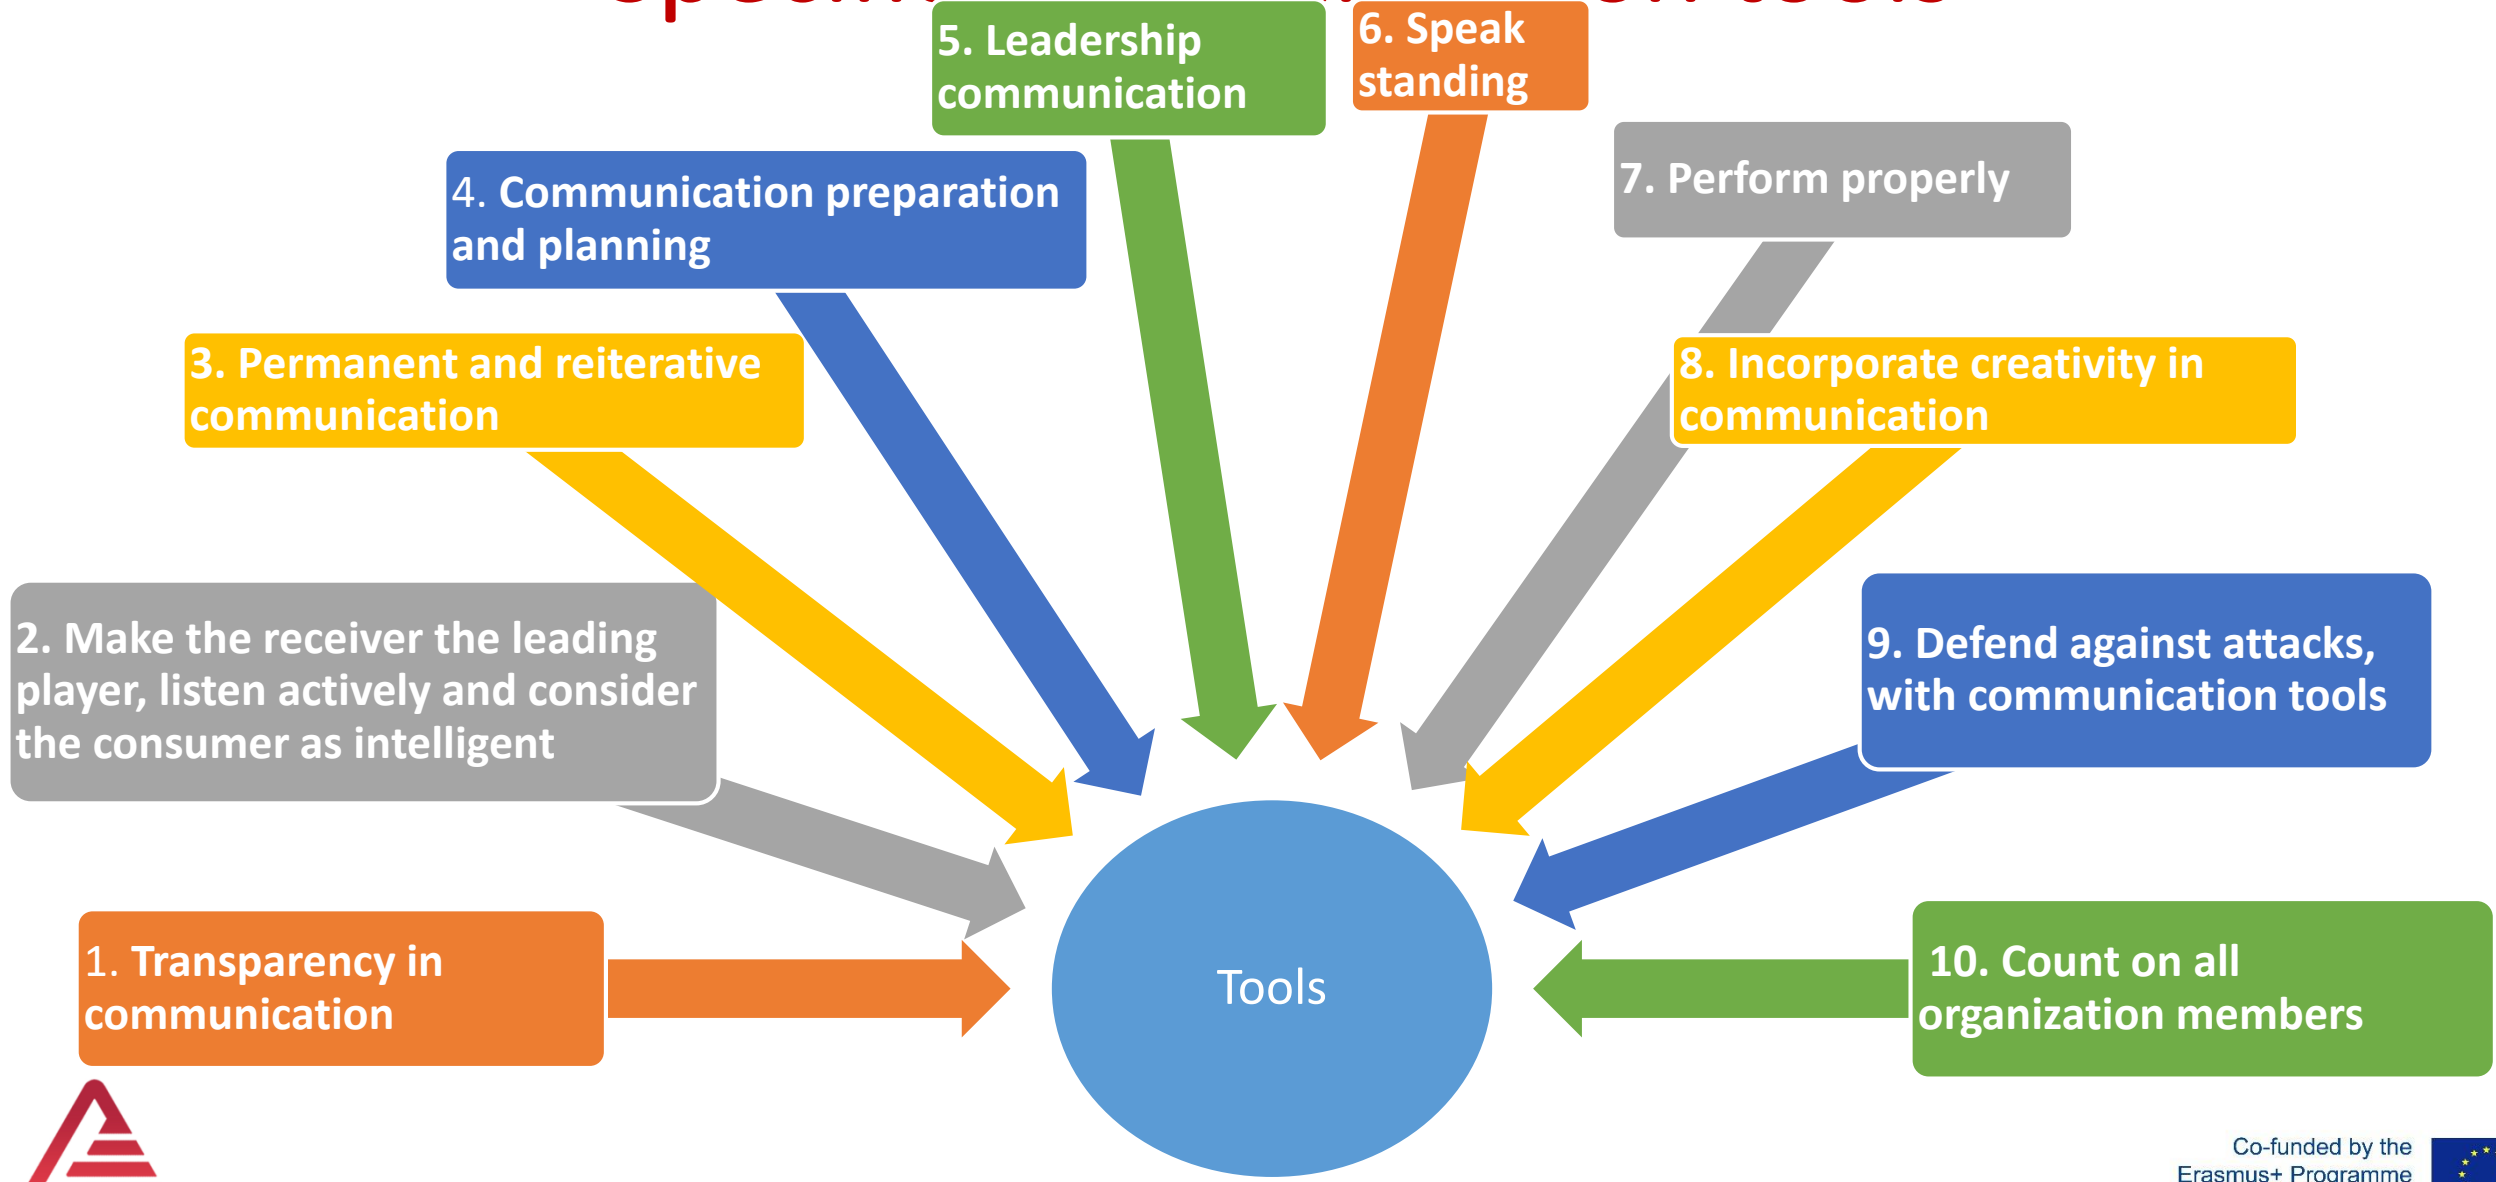 1. Transparency in
communication
2. Make the receiver the leading
player, listen actively and consider
the consumer as intelligent
3. Permanent and reiterative
communication
4. Communication preparation
and planning
5. Leadership
communication
6. Speak
standing
7. Perform properly
8. Incorporate creativity in
communication
9. Defend against attacks,
with communication tools
10. Count on all
organization members
Tools
Co-funded by the
Erasmus+ Programme